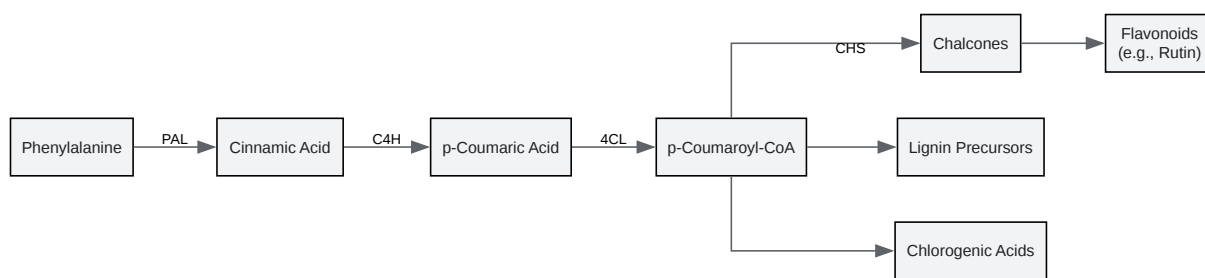 Phenylalanine
PAL
Cinnamic Acid
C4H
p-Coumaric Acid
4CL
p-Coumaroyl-CoA
CHS
Chalcones
Flavonoids
(e.g., Rutin)
Lignin Precursors
Chlorogenic Acids